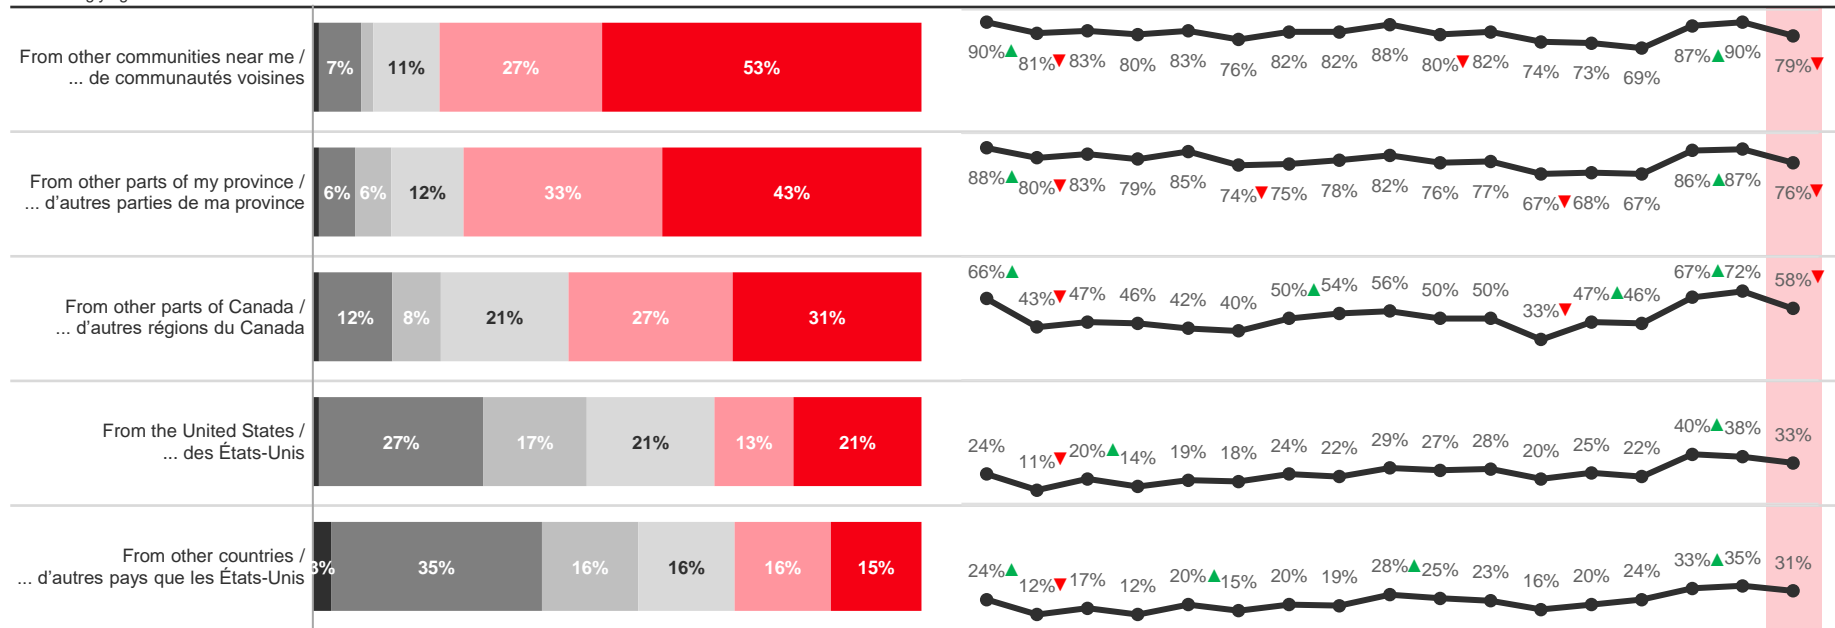 From other communities near me /
... de communautés voisines
7% 11% 27% 53%
90% 81% 83% 80% 83% 76% 82% 82% 88% 80% 82% 74% 73% 69% 87% 90% 79%
From other parts of my province /
... d'autres parties de ma province
6% 6% 12% 33% 43%
88% 80% 83% 79% 85% 74% 75% 78% 82% 76% 77% 67% 68% 67% 86% 87% 76%
From other parts of Canada /
... d'autres régions du Canada
12% 8% 21% 27% 31%
66% 43% 47% 46% 42% 40% 50% 54% 56% 50% 50% 33% 47% 46% 67% 72% 58%
From the United States /
... des États-Unis
27% 17% 21% 13% 21%
24% 11% 20% 14% 19% 18% 24% 22% 29% 27% 28% 20% 25% 22% 40% 38% 33%
From other countries /
... d'autres pays que les États-Unis
3% 35% 16% 16% 16% 15%
24% 12% 17% 12% 20% 15% 20% 19% 28% 25% 23% 16% 20% 24% 33% 35% 31%